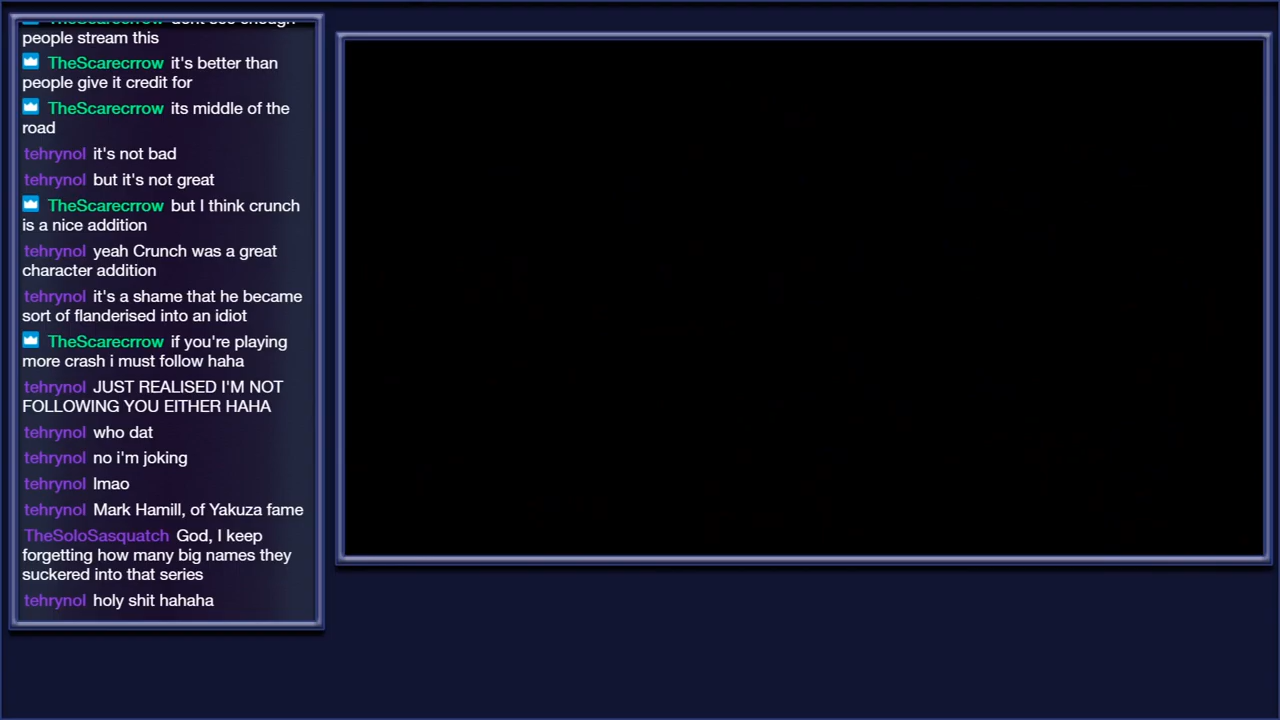 TheScarecrrow dont see enough
people stream this
TheScarecrrow it's better than
people give it credit for
TheScarecrrow its middle of the
road
tehrynol it's not bad
tehrynol but it's not great
TheScarecrrow but I think crunch
is a nice addition
tehrynol yeah Crunch was a great
character addition
tehrynol it's a shame that he became
sort of flanderised into an idiot
TheScarecrrow if you're playing
more crash i must follow haha
tehrynol JUST REALISED I'M NOT
FOLLOWING YOU EITHER HAHA
tehrynol who dat
tehrynol no i'm joking
tehrynol lmao
tehrynol Mark Hamill, of Yakuza fame
TheSoloSasquatch God, I keep
forgetting how many big names they
suckered into that series
tehrynol holy shit hahaha